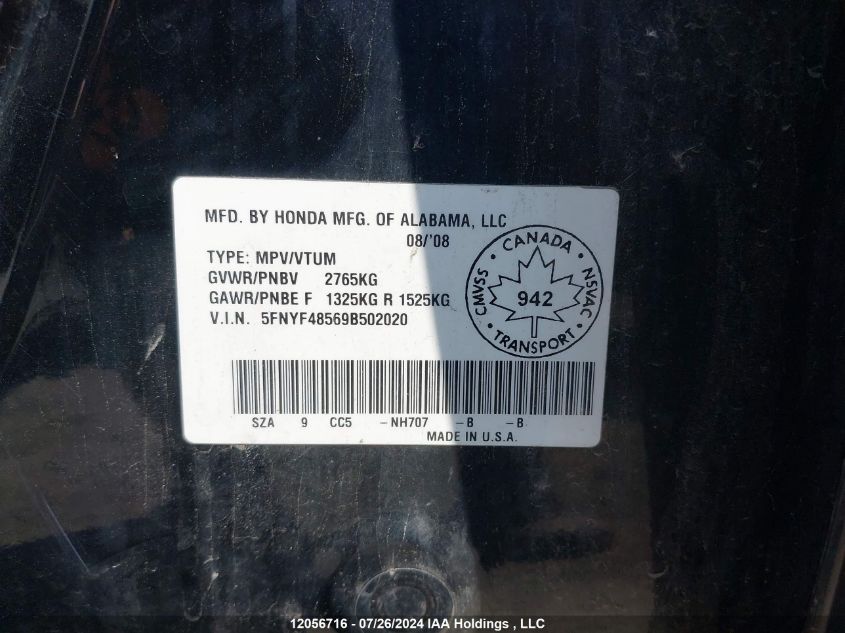 MFD. BY HONDA MFG. OF ALABAMA, LLC
08/'08
TYPE: MPV/VTUM
GVWR/PNBV 2765KG
GAWR/PNBE F 1325KG R 1525KG
V.I.N. 5FNYF48569B502020
CANADA
CMVSS
942
NSVAC
TRANSPORT
SZA 9 CC5 -NH707 -B -B
MADE IN U.S.A.
12056716 - 07/26/2024 IAA Holdings , LLC